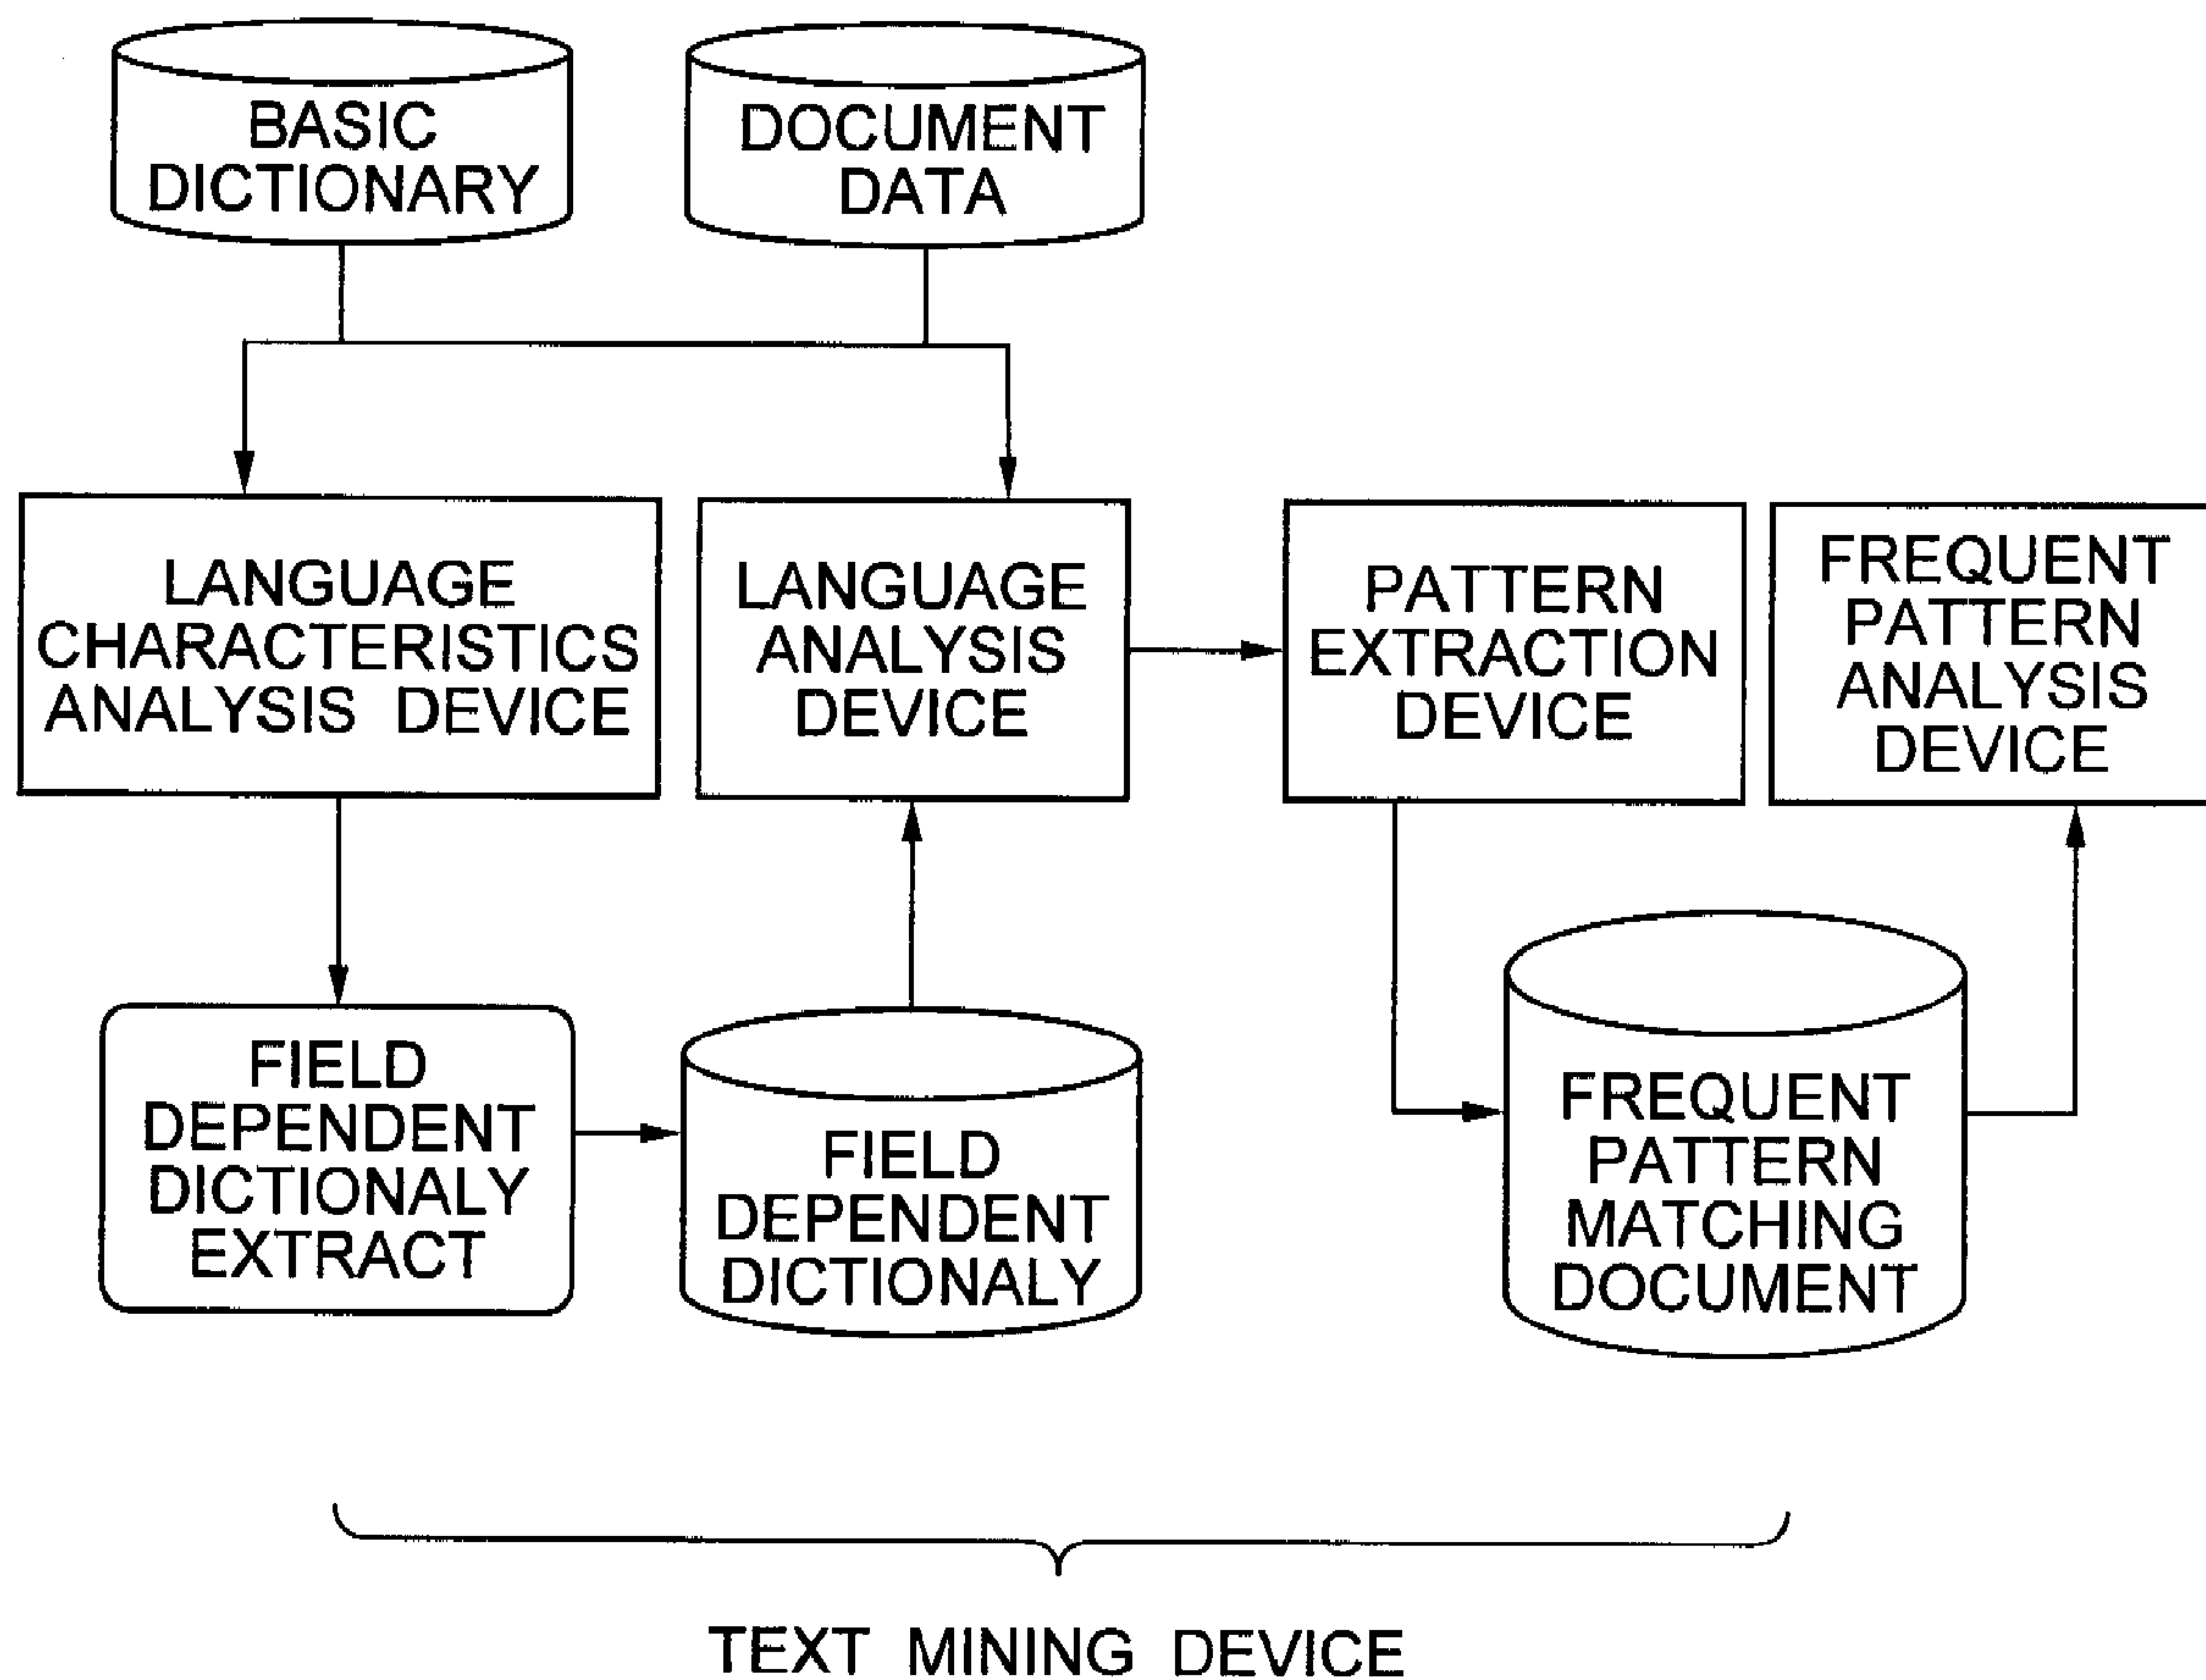 BASIC
DICTIONARY
DOCUMENT
DATA
LANGUAGE
CHARACTERISTICS
ANALYSIS DEVICE
LANGUAGE
ANALYSIS
DEVICE
PATTERN
EXTRACTION
DEVICE
FREQUENT
PATTERN
ANALYSIS
DEVICE
FIELD
DEPENDENT
DICTIONALY
EXTRACT
FIELD
DEPENDENT
DICTIONALY
FREQUENT
PATTERN
MATCHING
DOCUMENT
TEXT MINING DEVICE